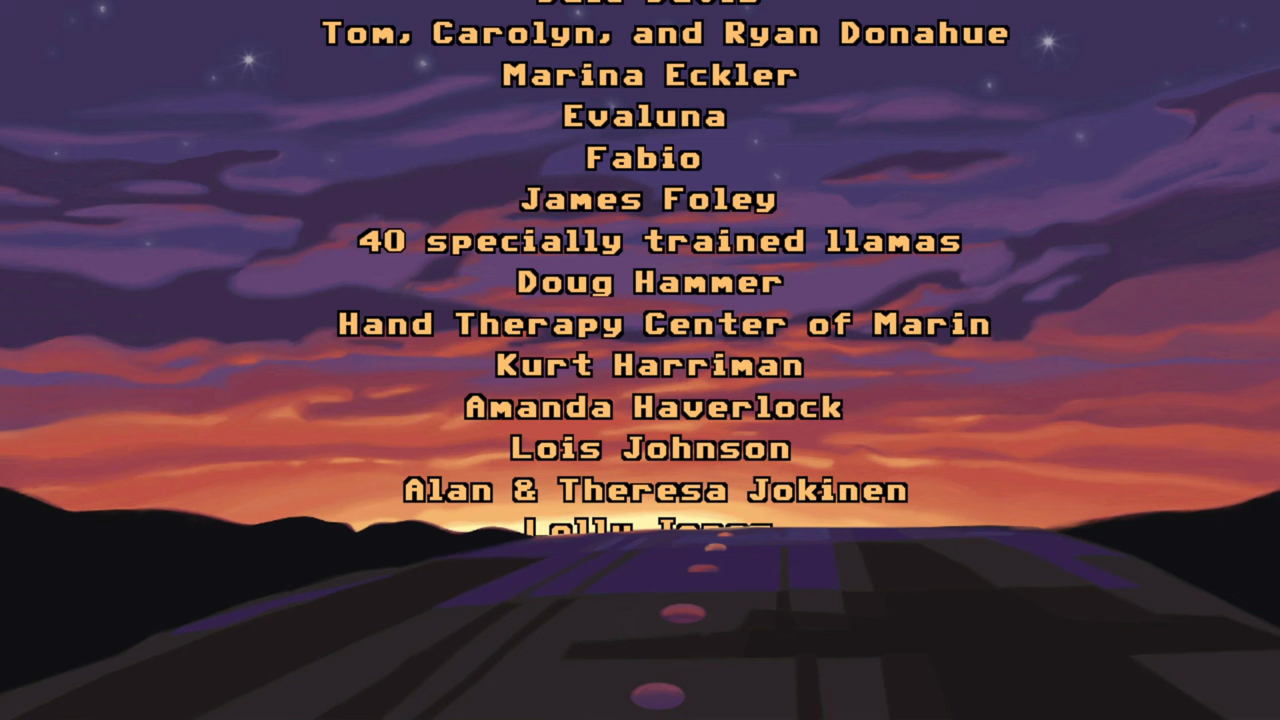 Tom, Carolyn, and Ryan Donahue
Marina Eckler
Evaluna
Fabio
James Foley
40 specially trained llamas
Doug Hammer
Hand Therapy Center of Marin
Kurt Harriman
Amanda Haverlock
Lois Johnson
Alan & Theresa Jokinen
Lolly